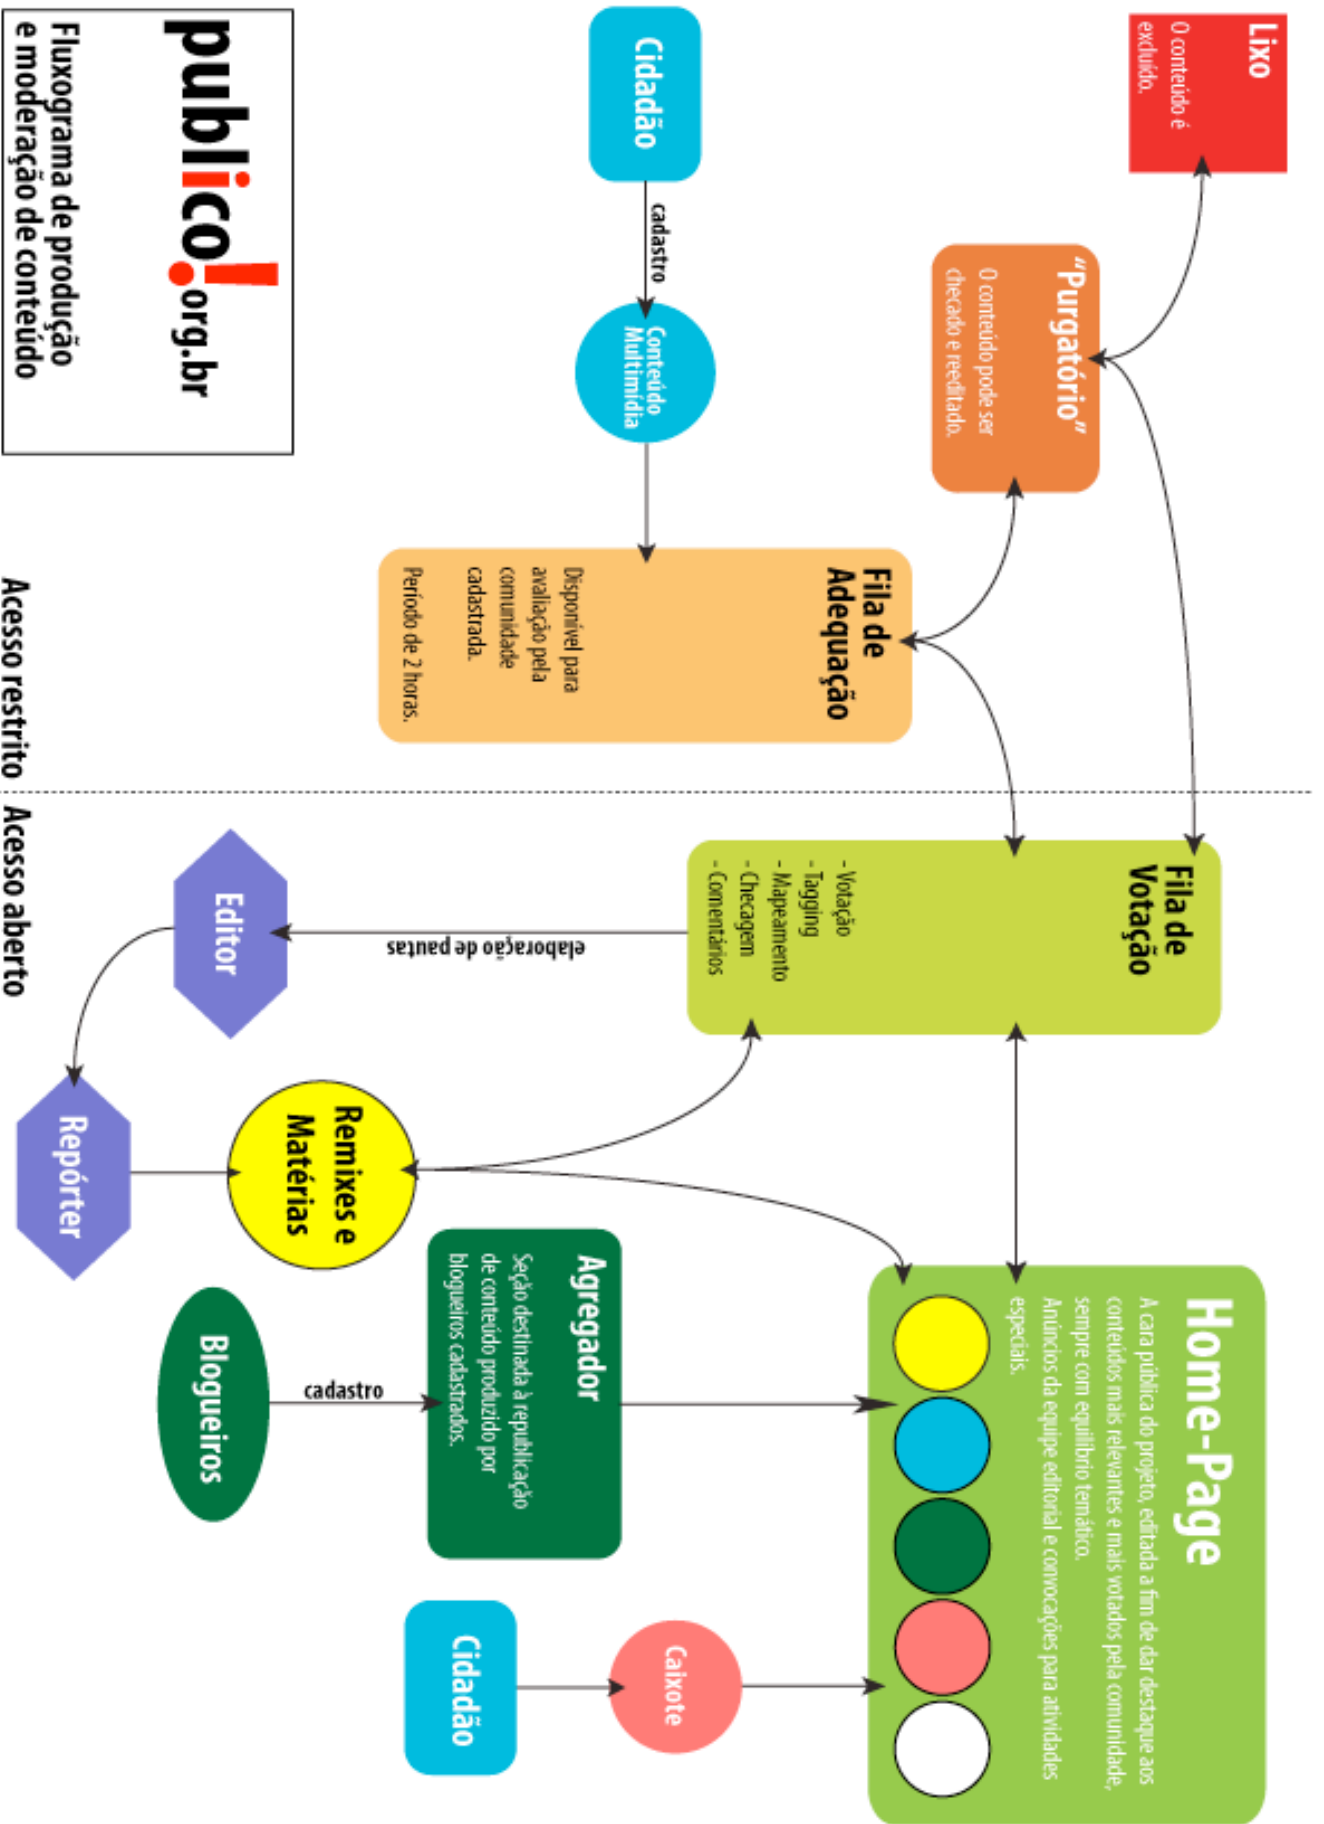 Lixo
O conteúdo é
excluído.
“Purgatório”
O conteúdo pode ser
checado e reeditado.
Cidadão
cadastro
Conteúdo
Multimídia
Fila de
Adequação
Disponível para
avaliação pela
comunidade
cadastrada.
Período de 2 horas.
Fila de
Votação
- Votação
- Tagging
- Mapeamento
- Checagem
- Comentários
elaboração de pautas
Editor
Repórter
Remixes e
Matérias
Home-Page
A cara pública do projeto, editada a fim de dar destaque aos
conteúdos mais relevantes e mais votados pela comunidade,
sempre com equilíbrio temático.
Anúncios da equipe editorial e convocações para atividades
especiais.
Agregador
Seção destinada à republicação
de conteúdo produzido por
blogueiros cadastrados.
cadastro
Blogueiros
Caixote
Cidadão
publico!.org.br
Fluxograma de produção
e moderação de conteúdo
Acesso restrito
Acesso aberto